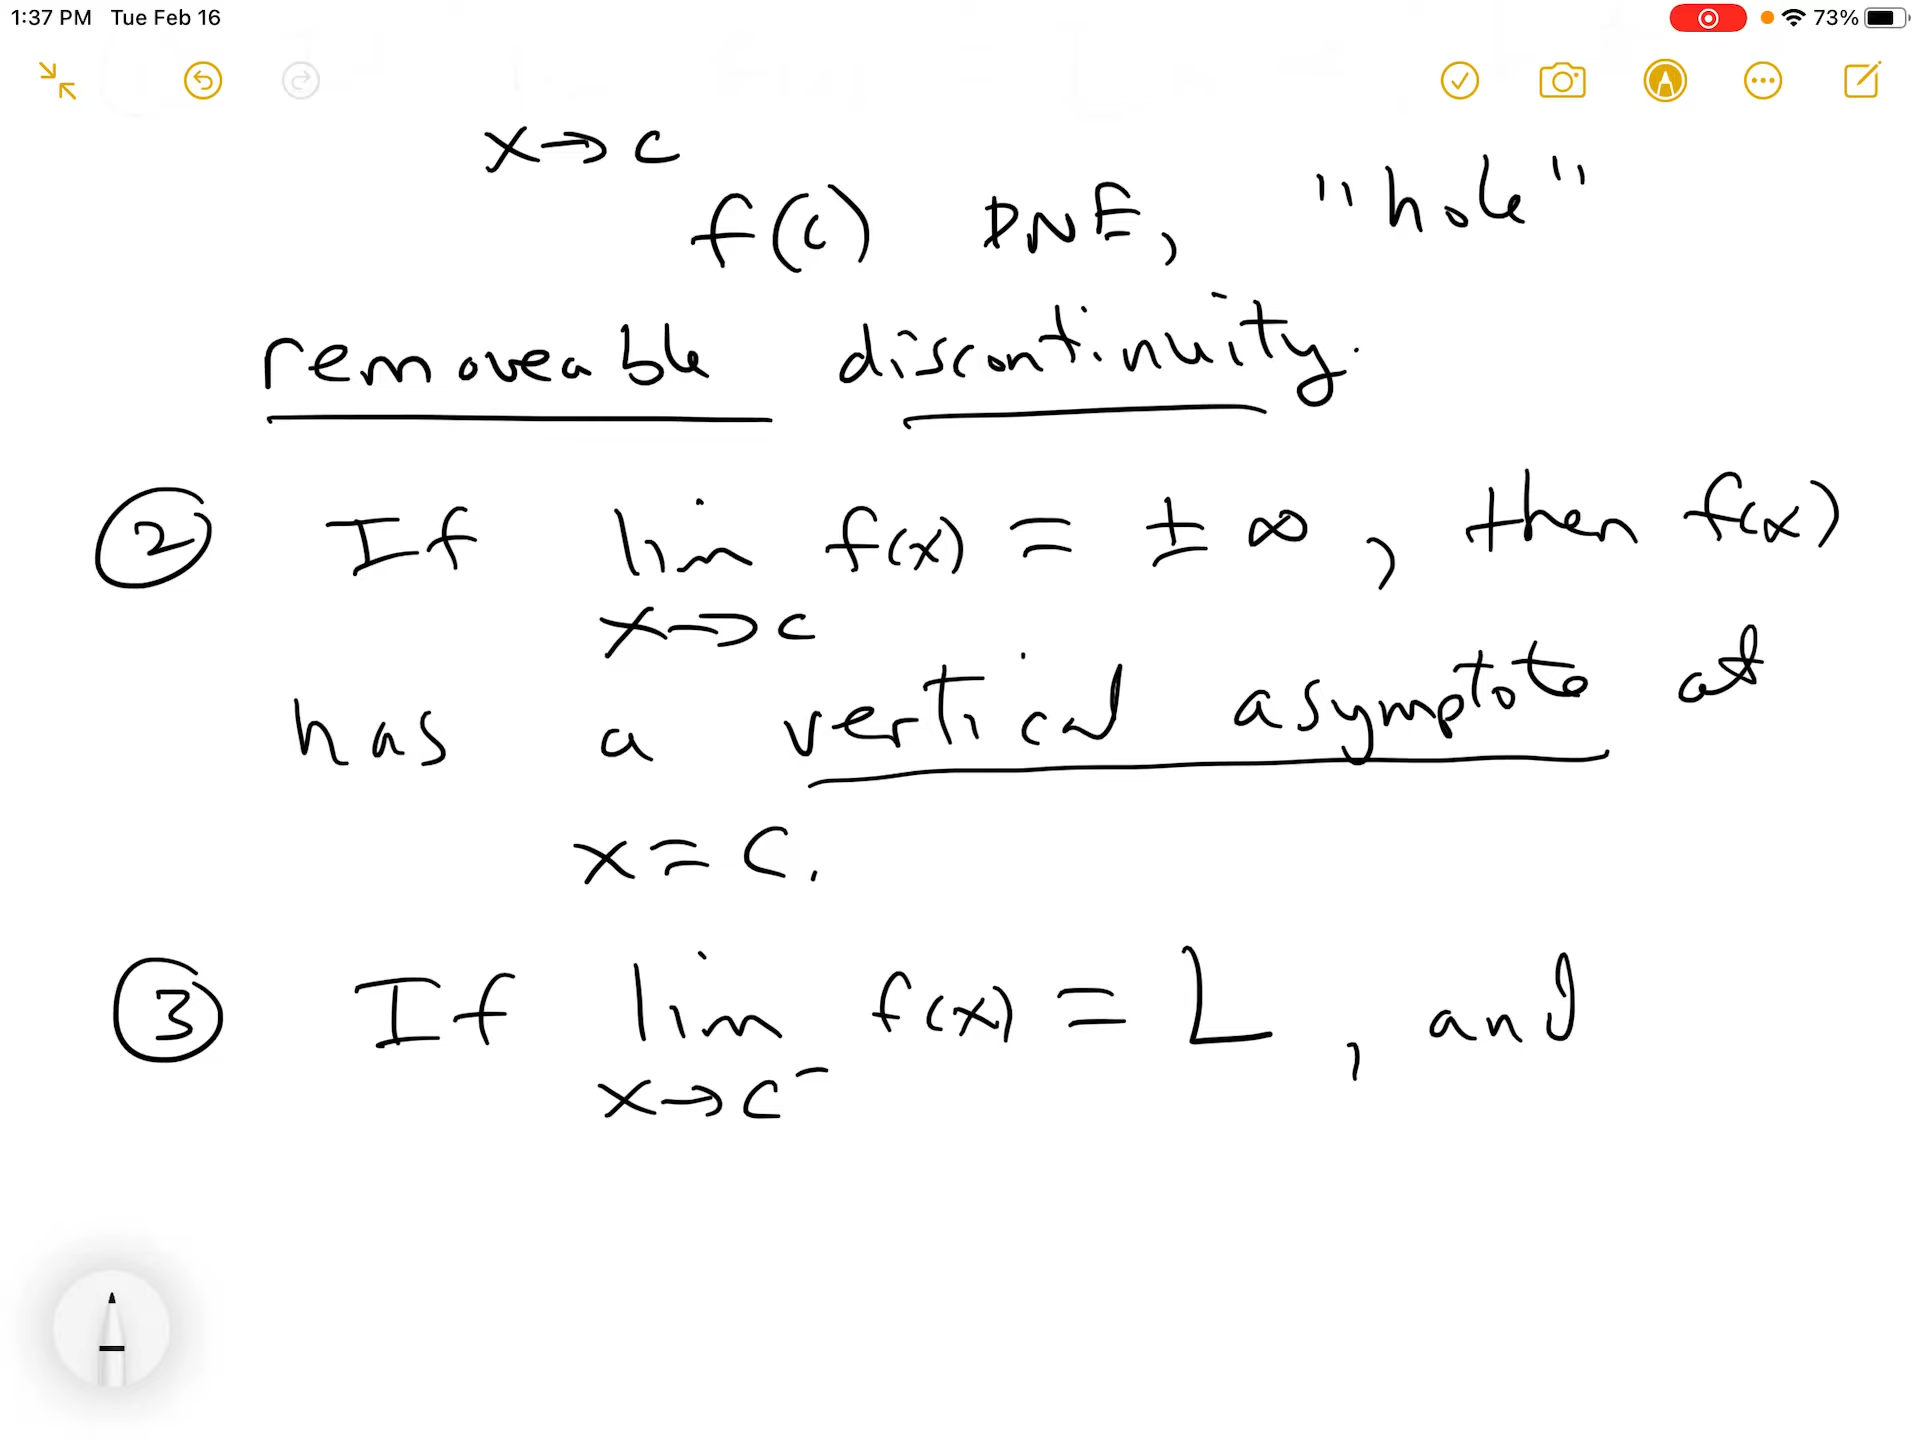 1:37 PM Tue Feb 16 73%
x→c
f(c) DNE, "hole"
removeable discontinuity.
② If lim f(x) = ± ∞, then f(x)
x→c
has a vertical asymptote at
x = c.
③ If lim f(x) = L, and
x→c⁻